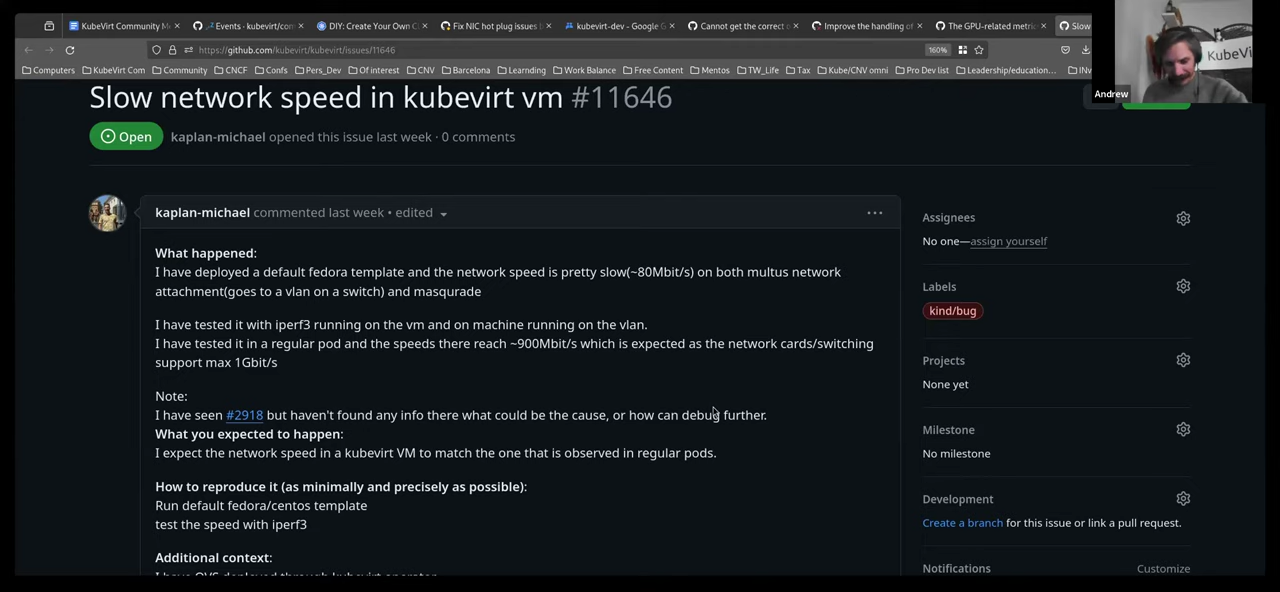 KubeVirt Community M
Events · kubevirt/com
DIY: Create Your Own C
Fix NIC hot plug issues b
kubevirt-dev - Google G
Cannot get the correct o
Improve the handling of
The GPU-related metric
Slow
https://github.com/kubevirt/kubevirt/issues/11646
160%
Computers
KubeVirt Com
Community
CNCF
Confs
Pers_Dev
Of interest
CNV
Barcelona
Learnding
Work Balance
Free Content
Mentos
TW_Life
Tax
Kube/CNV omni
Pro Dev list
Leadership/education...
KubeVi
Andrew
Slow network speed in kubevirt vm #11646
Open
kaplan-michael opened this issue last week · 0 comments
kaplan-michael commented last week • edited
What happened:
I have deployed a default fedora template and the network speed is pretty slow(~80Mbit/s) on both multus network
attachment(goes to a vlan on a switch) and masqurade
I have tested it with iperf3 running on the vm and on machine running on the vlan.
I have tested it in a regular pod and the speeds there reach ~900Mbit/s which is expected as the network cards/switching
support max 1Gbit/s
Note:
I have seen #2918 but haven't found any info there what could be the cause, or how can debug further.
What you expected to happen:
I expect the network speed in a kubevirt VM to match the one that is observed in regular pods.
How to reproduce it (as minimally and precisely as possible):
Run default fedora/centos template
test the speed with iperf3
Additional context:
I have OVS deployed through kubevirt operator
Assignees
No one—assign yourself
Labels
kind/bug
Projects
None yet
Milestone
No milestone
Development
Create a branch for this issue or link a pull request.
Notifications
Customize